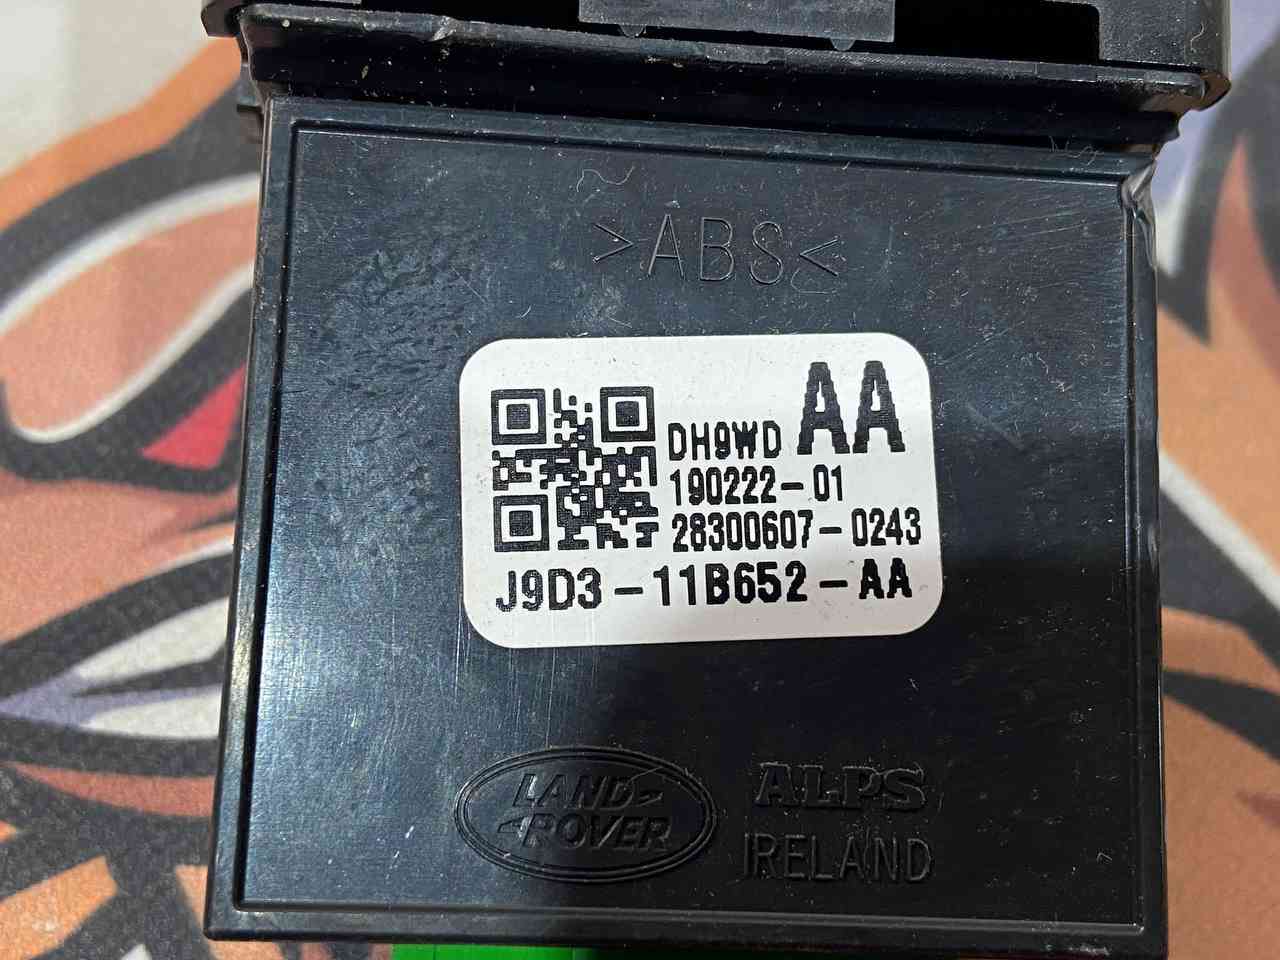 >ABS<
DH9WD AA
190222-01
28300607-0243
J9D3-11B652-AA
LAND
ROVER
ALPS
IRELAND